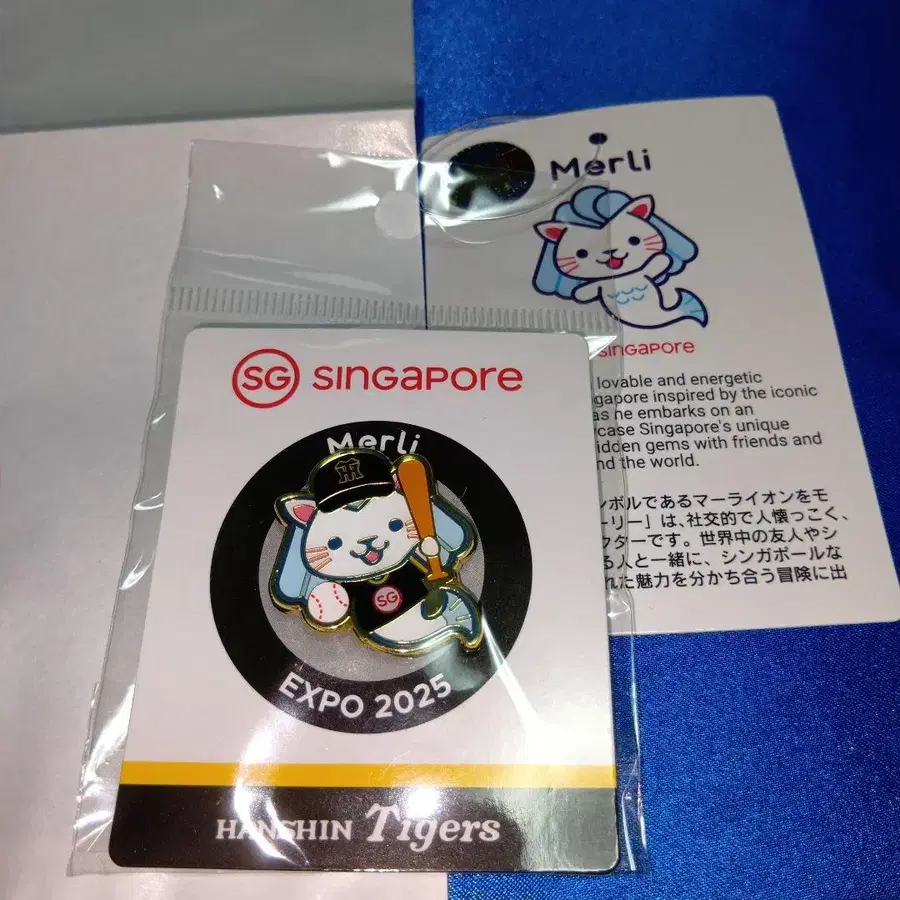 Merli
singapore
lovable and energetic
gapore inspired by the iconic
as he embarks on an
case Singapore's unique
idden gems with friends and
nd the world.
ンボルであるマーライオンをモ
ーリー」は、社交的で人懐っこく、
クターです。世界中の友人やシ
る人と一緒に、シンガポールな
れた魅力を分かち合う冒険に出
SG singapore
Merli
SG
EXPO 2025
HANSHIN Tigers